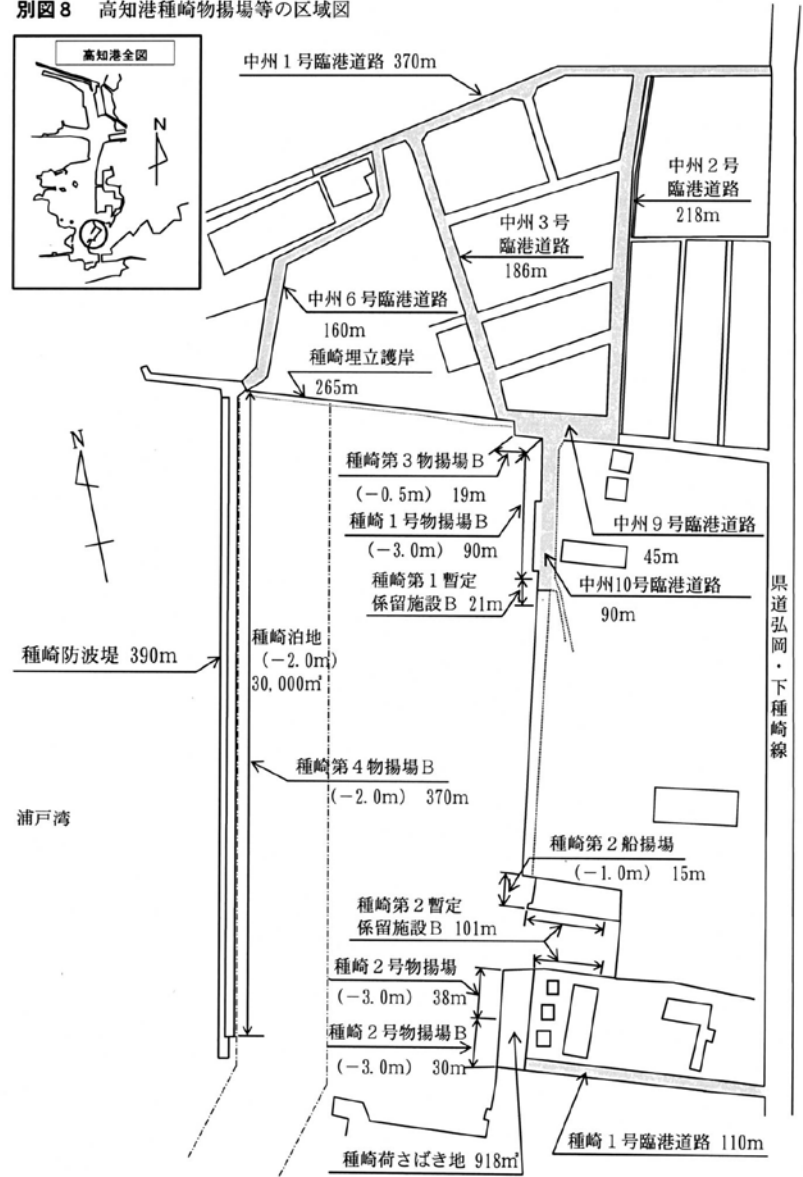 別図8 高知港種崎物揚場等の区域図
高知港全図
N
中州1号臨港道路 370m
中州2号
臨港道路
218m
中州3号
臨港道路
186m
中州6号臨港道路
160m
種崎埋立護岸
265m
N
種崎第3物揚場B
(−0.5m) 19m
種崎1号物揚場B
(−3.0m) 90m
種崎第1暫定
係留施設B 21m
中州9号臨港道路
45m
中州10号臨港道路
90m
県道弘岡・下種崎線
種崎防波堤 390m
種崎泊地
(−2.0m)
30,000㎡
種崎第4物揚場B
(−2.0m) 370m
浦戸湾
種崎第2船揚場
(−1.0m) 15m
種崎第2暫定
係留施設B 101m
種崎2号物揚場
(−3.0m) 38m
種崎2号物揚場B
(−3.0m) 30m
種崎1号臨港道路 110m
種崎荷さばき地 918㎡